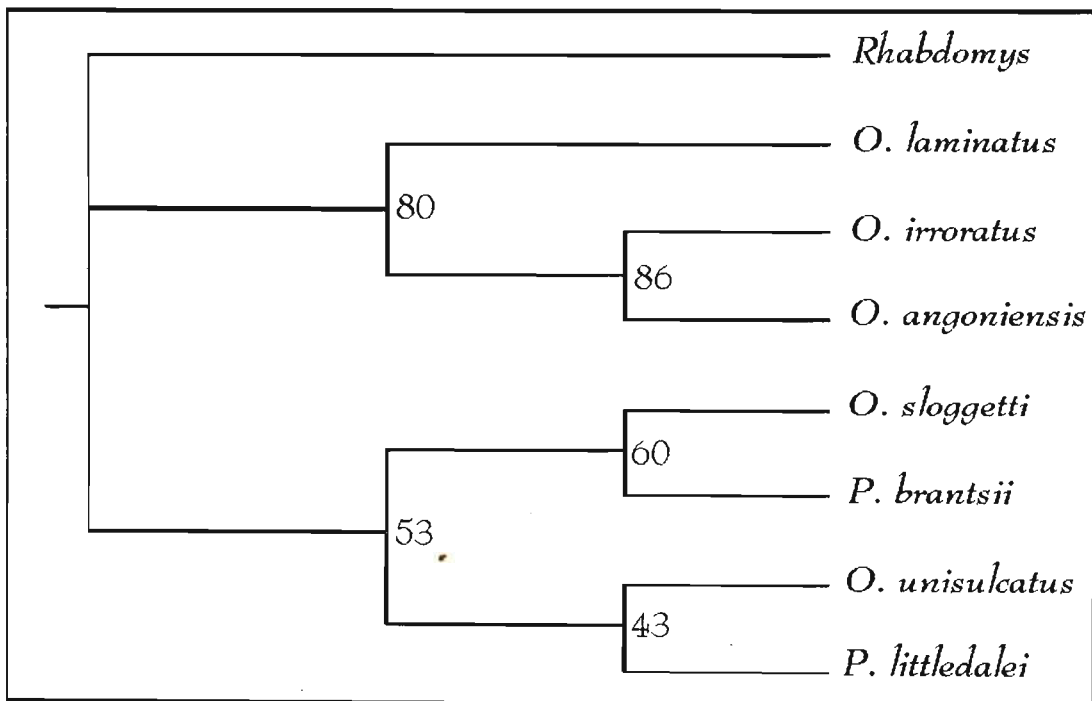 Rhabdomys
O. laminatus
80
O. irroratus
86
O. angoniensis
O. sloggetti
60
P. brantsii
53
O. unisulcatus
43
P. littledalei